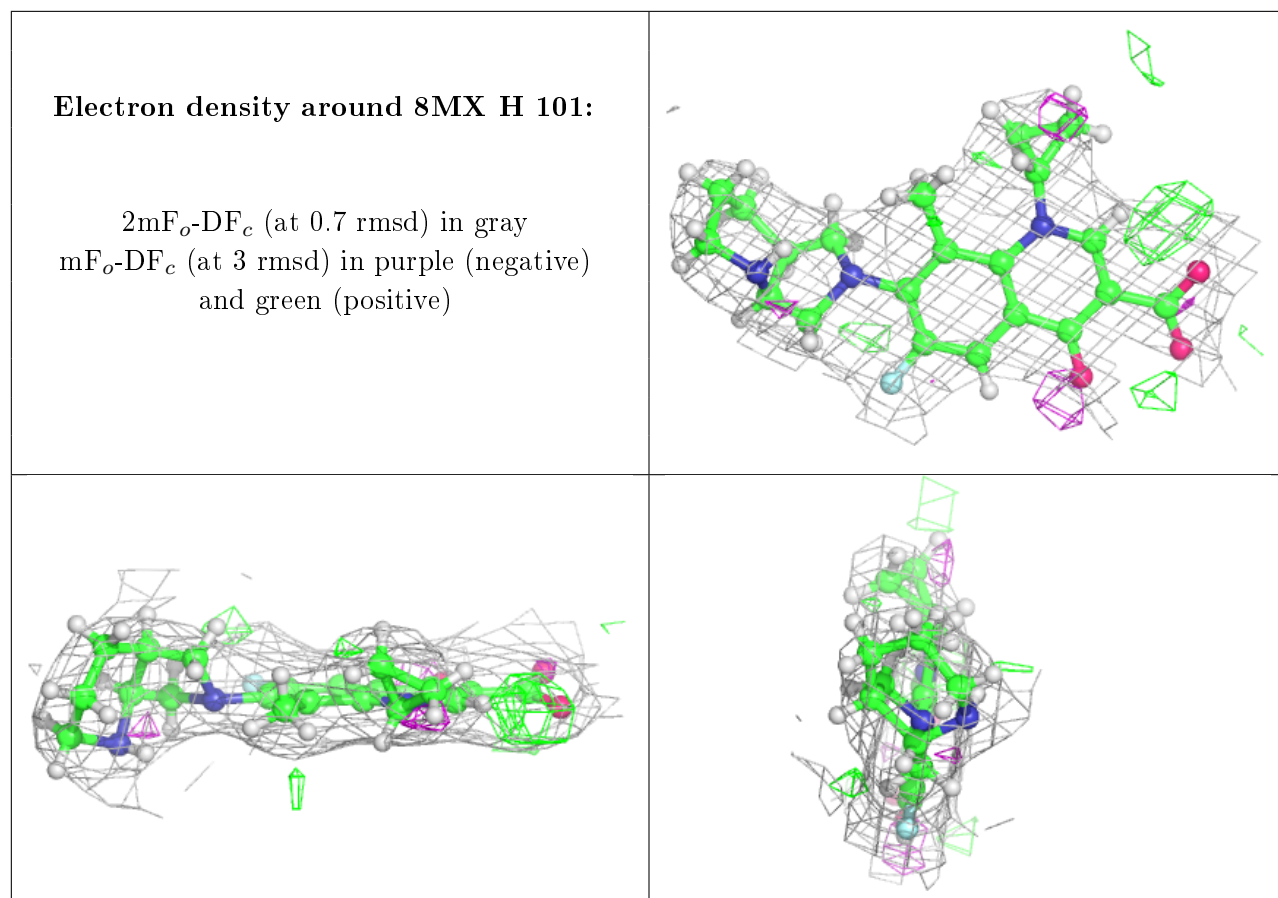 Electron density around 8MX H 101:
2mFₒ-DF𝒸 (at 0.7 rmsd) in gray
mFₒ-DF𝒸 (at 3 rmsd) in purple (negative)
and green (positive)